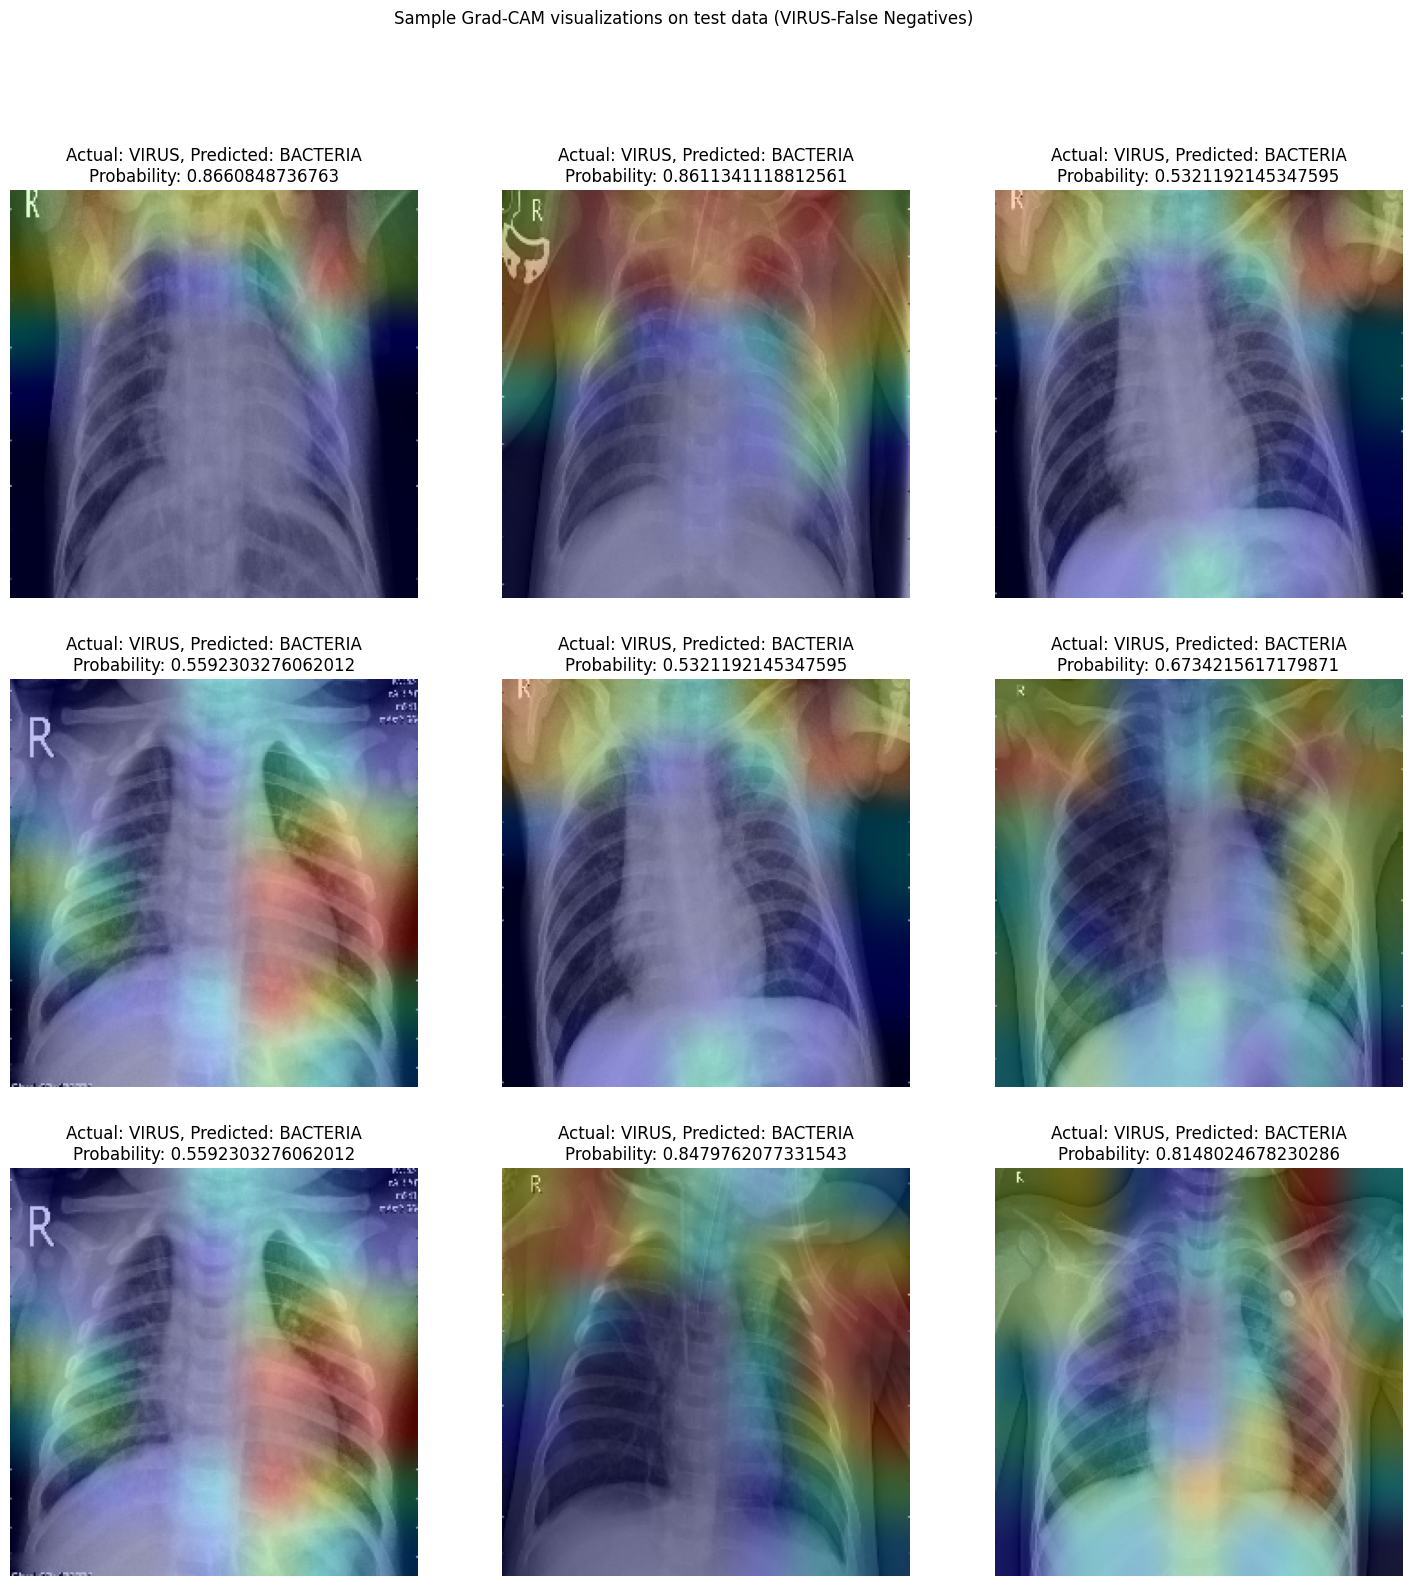 Sample Grad-CAM visualizations on test data (VIRUS-False Negatives)
Actual: VIRUS, Predicted: BACTERIA
Probability: 0.8660848736763
Actual: VIRUS, Predicted: BACTERIA
Probability: 0.8611341118812561
Actual: VIRUS, Predicted: BACTERIA
Probability: 0.5321192145347595
R
R
R
Actual: VIRUS, Predicted: BACTERIA
Probability: 0.5592303276062012
Actual: VIRUS, Predicted: BACTERIA
Probability: 0.5321192145347595
Actual: VIRUS, Predicted: BACTERIA
Probability: 0.6734215617179871
R
R
R
Actual: VIRUS, Predicted: BACTERIA
Probability: 0.5592303276062012
Actual: VIRUS, Predicted: BACTERIA
Probability: 0.8479762077331543
Actual: VIRUS, Predicted: BACTERIA
Probability: 0.8148024678230286
R
R
R